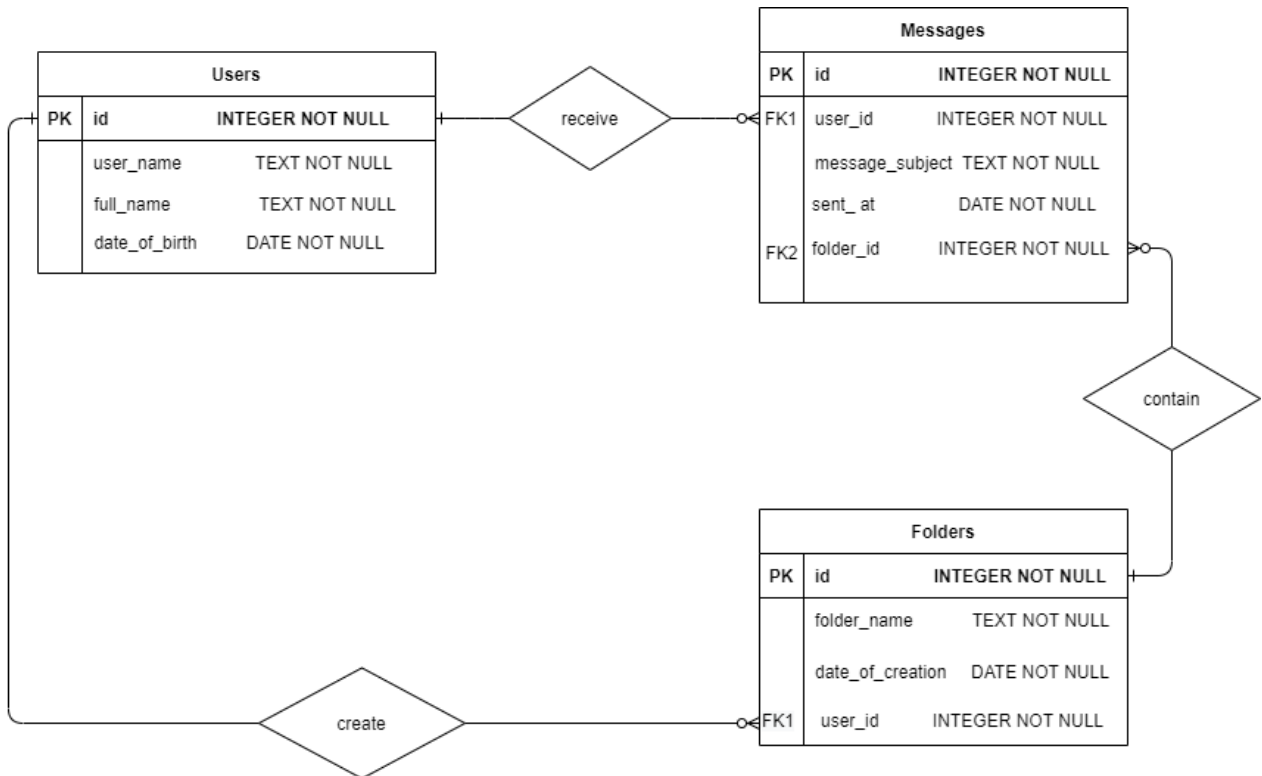 Users
PK id INTEGER NOT NULL
user_name TEXT NOT NULL
full_name TEXT NOT NULL
date_of_birth DATE NOT NULL
receive
Messages
PK id INTEGER NOT NULL
FK1 user_id INTEGER NOT NULL
message_subject TEXT NOT NULL
sent_ at DATE NOT NULL
FK2 folder_id INTEGER NOT NULL
contain
Folders
PK id INTEGER NOT NULL
folder_name TEXT NOT NULL
date_of_creation DATE NOT NULL
FK1 user_id INTEGER NOT NULL
create